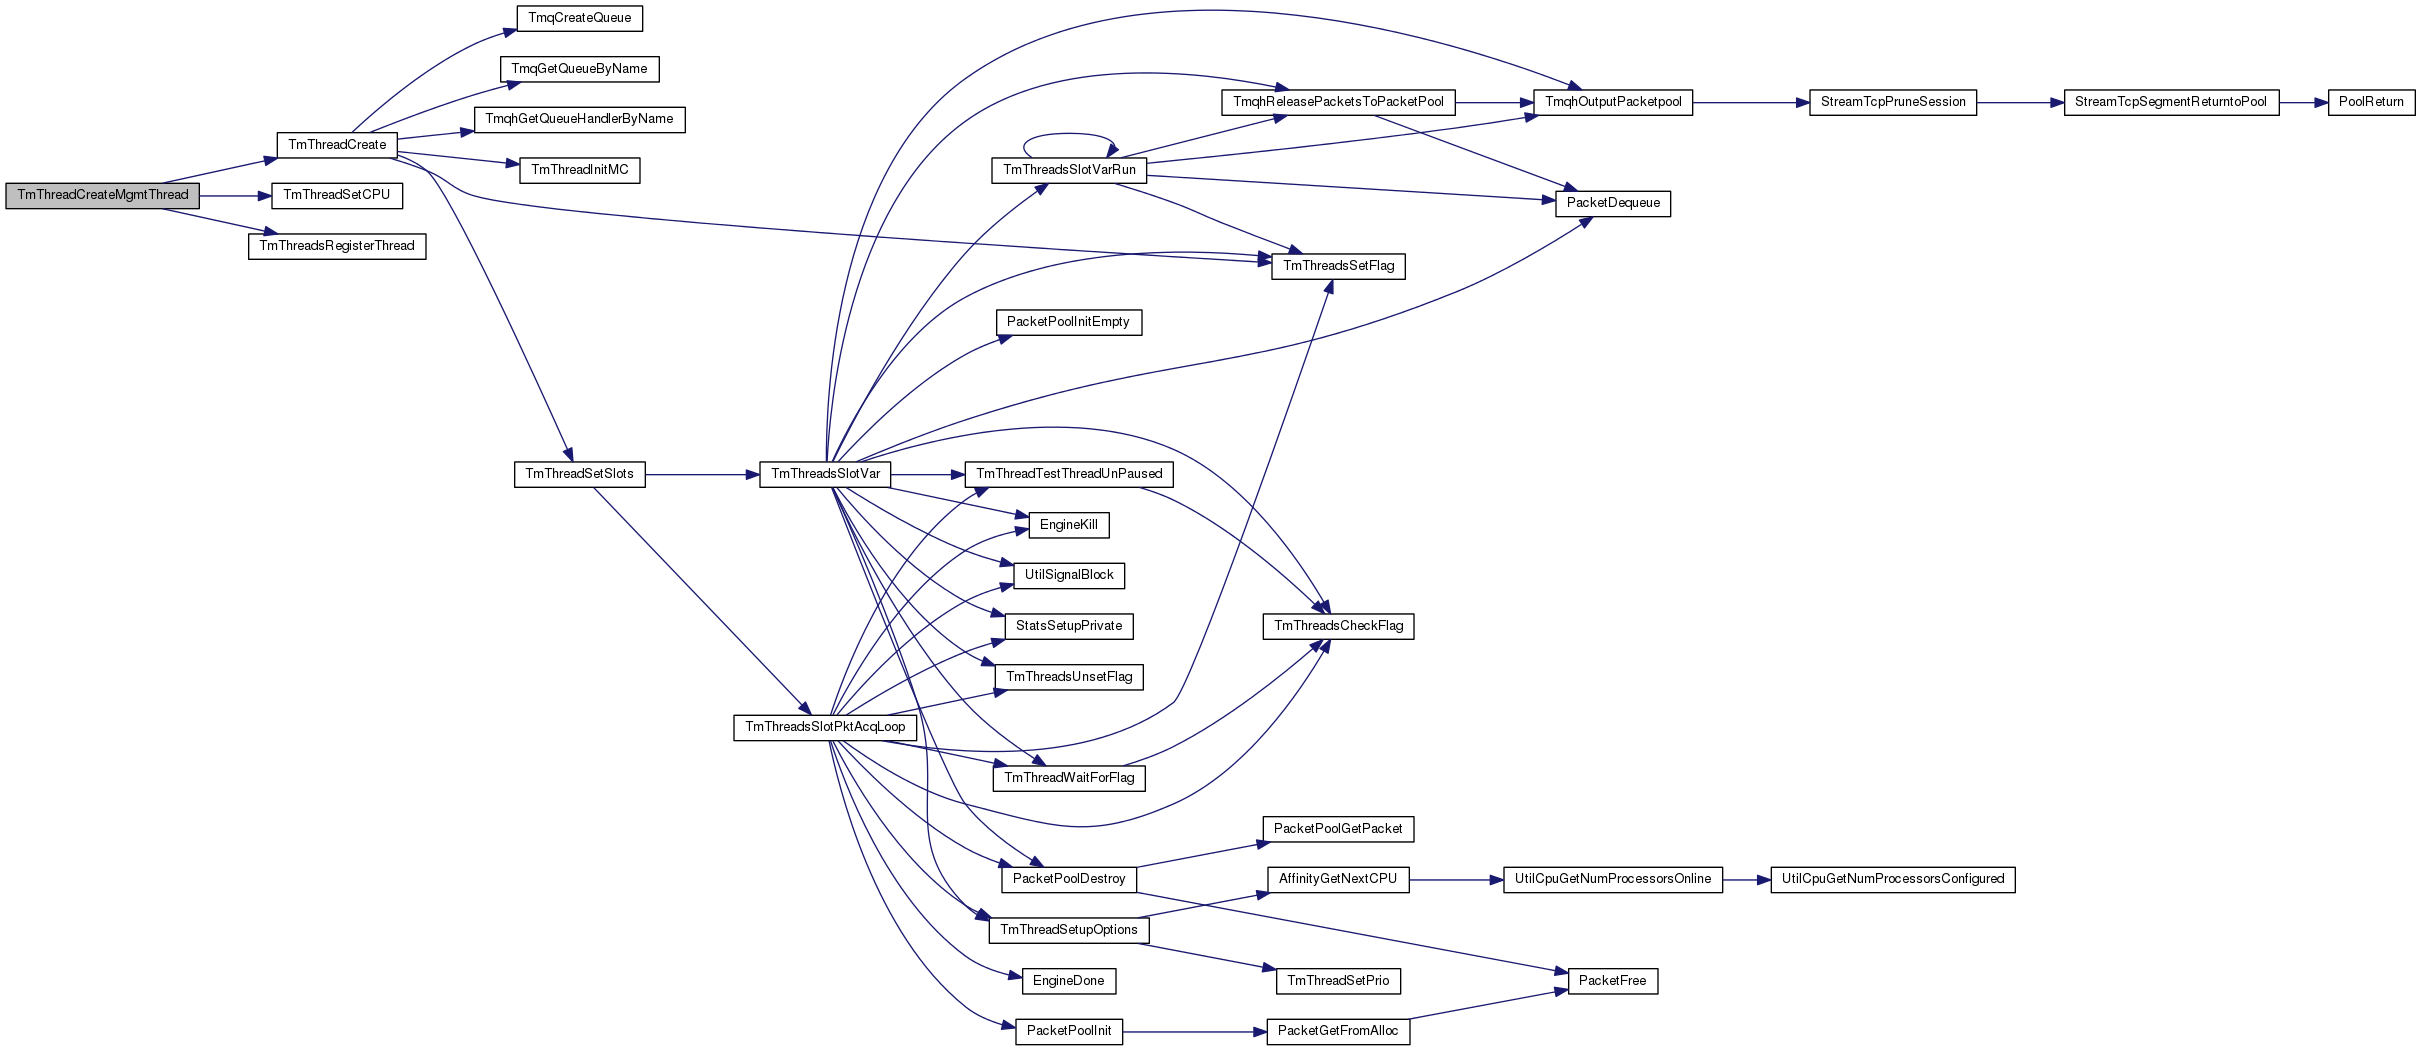 TmqCreateQueue
TmqGetQueueByName
TmqhReleasePacketsToPacketPool
TmqhOutputPacketpool
StreamTcpPruneSession
StreamTcpSegmentReturntoPool
PoolReturn
TmqhGetQueueHandlerByName
TmThreadCreate
TmThreadInitMC
TmThreadsSlotVarRun
TmThreadCreateMgmtThread
TmThreadSetCPU
PacketDequeue
TmThreadsRegisterThread
TmThreadsSetFlag
PacketPoolInitEmpty
TmThreadSetSlots
TmThreadsSlotVar
TmThreadTestThreadUnPaused
EngineKill
UtilSignalBlock
StatsSetupPrivate
TmThreadsCheckFlag
TmThreadsUnsetFlag
TmThreadsSlotPktAcqLoop
TmThreadWaitForFlag
PacketPoolGetPacket
PacketPoolDestroy
AffinityGetNextCPU
UtilCpuGetNumProcessorsOnline
UtilCpuGetNumProcessorsConfigured
TmThreadSetupOptions
EngineDone
TmThreadSetPrio
PacketFree
PacketPoolInit
PacketGetFromAlloc